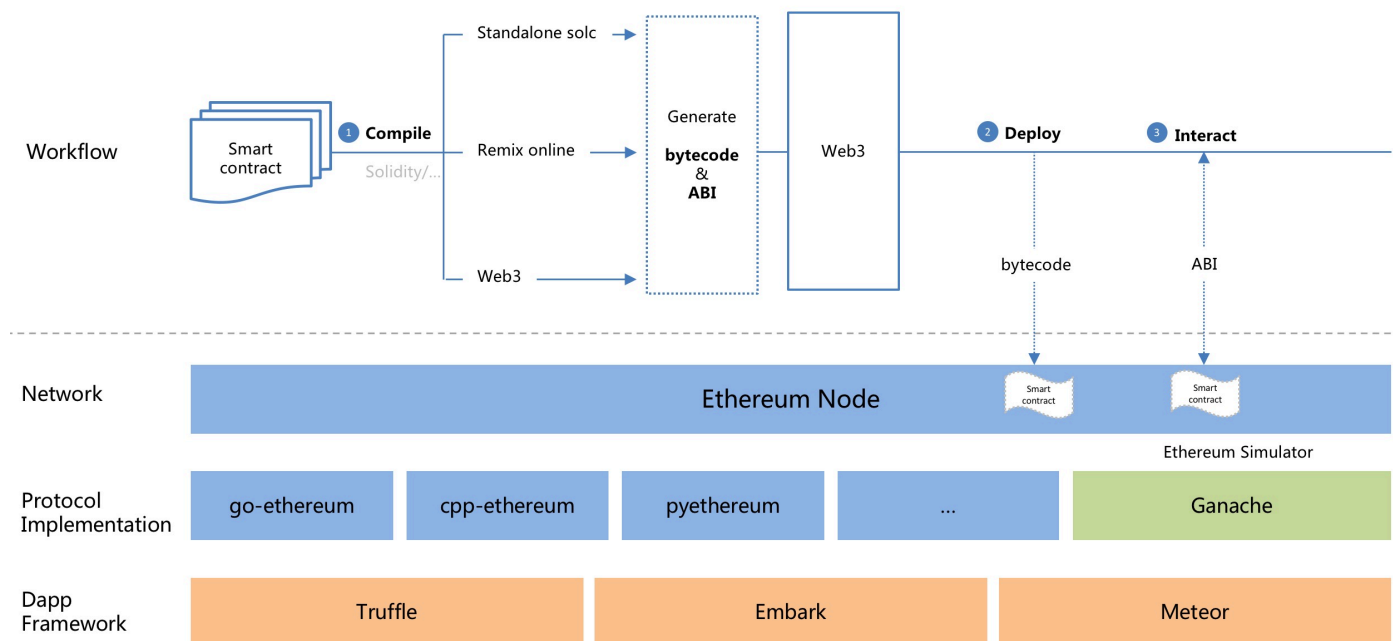 Standalone solc
Generate
bytecode
&
ABI
Web3
Workflow
Smart
contract
1 Compile
Solidity/...
Remix online
2 Deploy
3 Interact
Web3
bytecode
ABI
Network
Ethereum Node
Smart
contract
Smart
contract
Ethereum Simulator
Protocol
Implementation
go-ethereum
cpp-ethereum
pyethereum
...
Ganache
Dapp
Framework
Truffle
Embark
Meteor